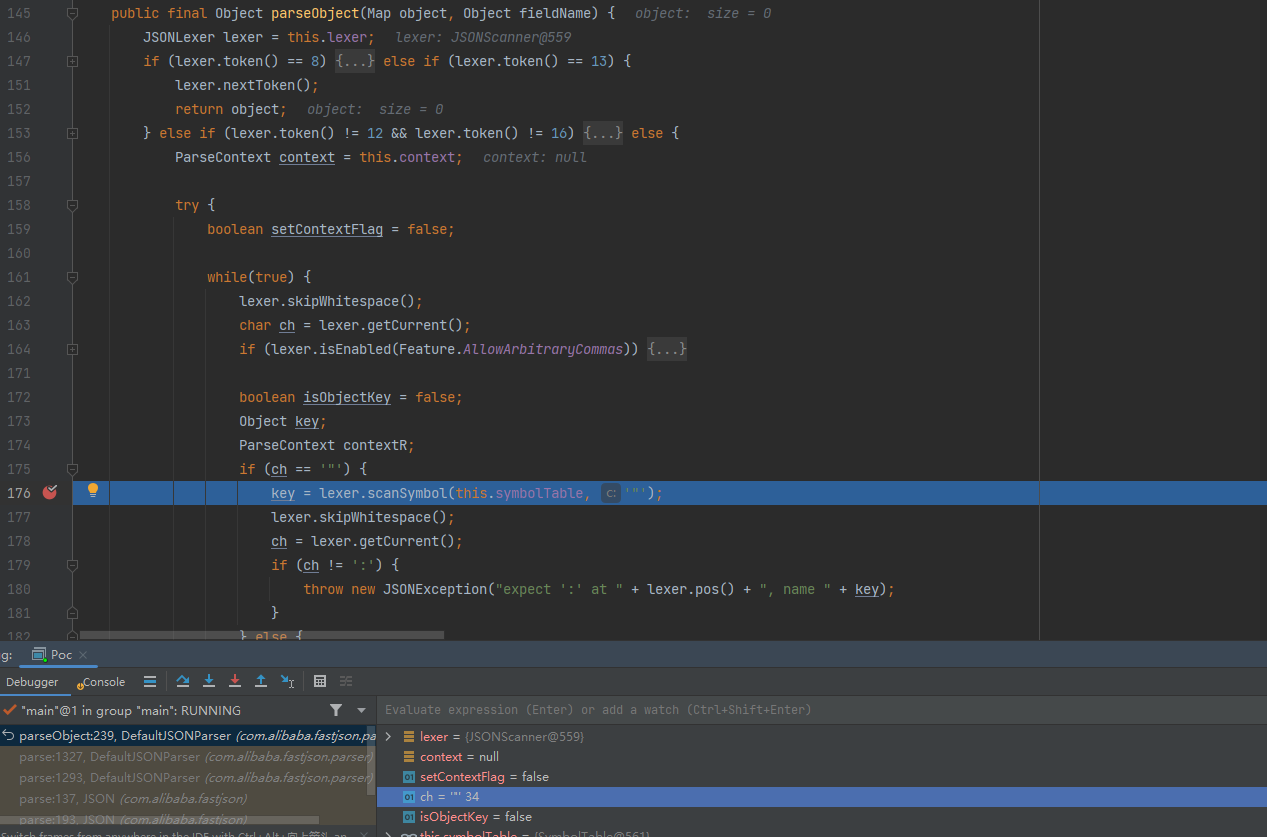 145 public final Object parseObject(Map object, Object fieldName) { object: size = 0
146 JSONLexer lexer = this.lexer; lexer: JSONScanner@559
147 if (lexer.token() == 8) {...} else if (lexer.token() == 13) {
151 lexer.nextToken();
152 return object; object: size = 0
153 } else if (lexer.token() != 12 && lexer.token() != 16) {...} else {
156 ParseContext context = this.context; context: null
157
158 try {
159 boolean setContextFlag = false;
160
161 while(true) {
162 lexer.skipWhitespace();
163 char ch = lexer.getCurrent();
164 if (lexer.isEnabled(Feature.AllowArbitraryCommas)) {...}
171
172 boolean isObjectKey = false;
173 Object key;
174 ParseContext contextR;
175 if (ch == '"') {
176 key = lexer.scanSymbol(this.symbolTable, c: '"');
177 lexer.skipWhitespace();
178 ch = lexer.getCurrent();
179 if (ch != ':') {
180 throw new JSONException("expect ':' at " + lexer.pos() + ", name " + key);
181 }
182 } else {
g: Poc
Debugger Console
"main"@1 in group "main": RUNNING
Evaluate expression (Enter) or add a watch (Ctrl+Shift+Enter)
parseObject:239, DefaultJSONParser (com.alibaba.fastjson.pa
parse:1327, DefaultJSONParser (com.alibaba.fastjson.parser)
parse:1293, DefaultJSONParser (com.alibaba.fastjson.parser)
parse:137, JSON (com.alibaba.fastjson)
parse:193, JSON (com.alibaba.fastjson)
lexer = {JSONScanner@559}
context = null
01 setContextFlag = false
01 ch = '"' 34
01 isObjectKey = false
this.symbolTable = {SymbolTable@561}
Switch frames from anywhere in the IDE with Ctrl+Alt+向上箭头 an